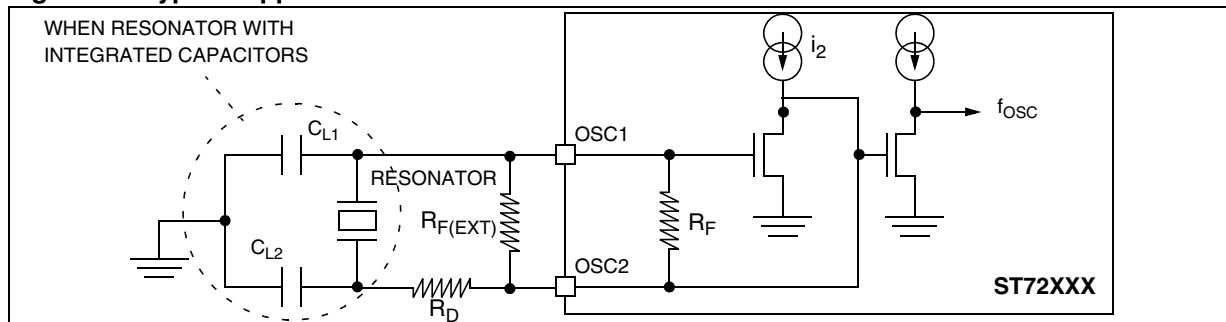 WHEN RESONATOR WITH
INTEGRATED CAPACITORS
i2
fOSC
CL1
OSC1
RESONATOR
RF(EXT)
RF
CL2
OSC2
RD
ST72XXX